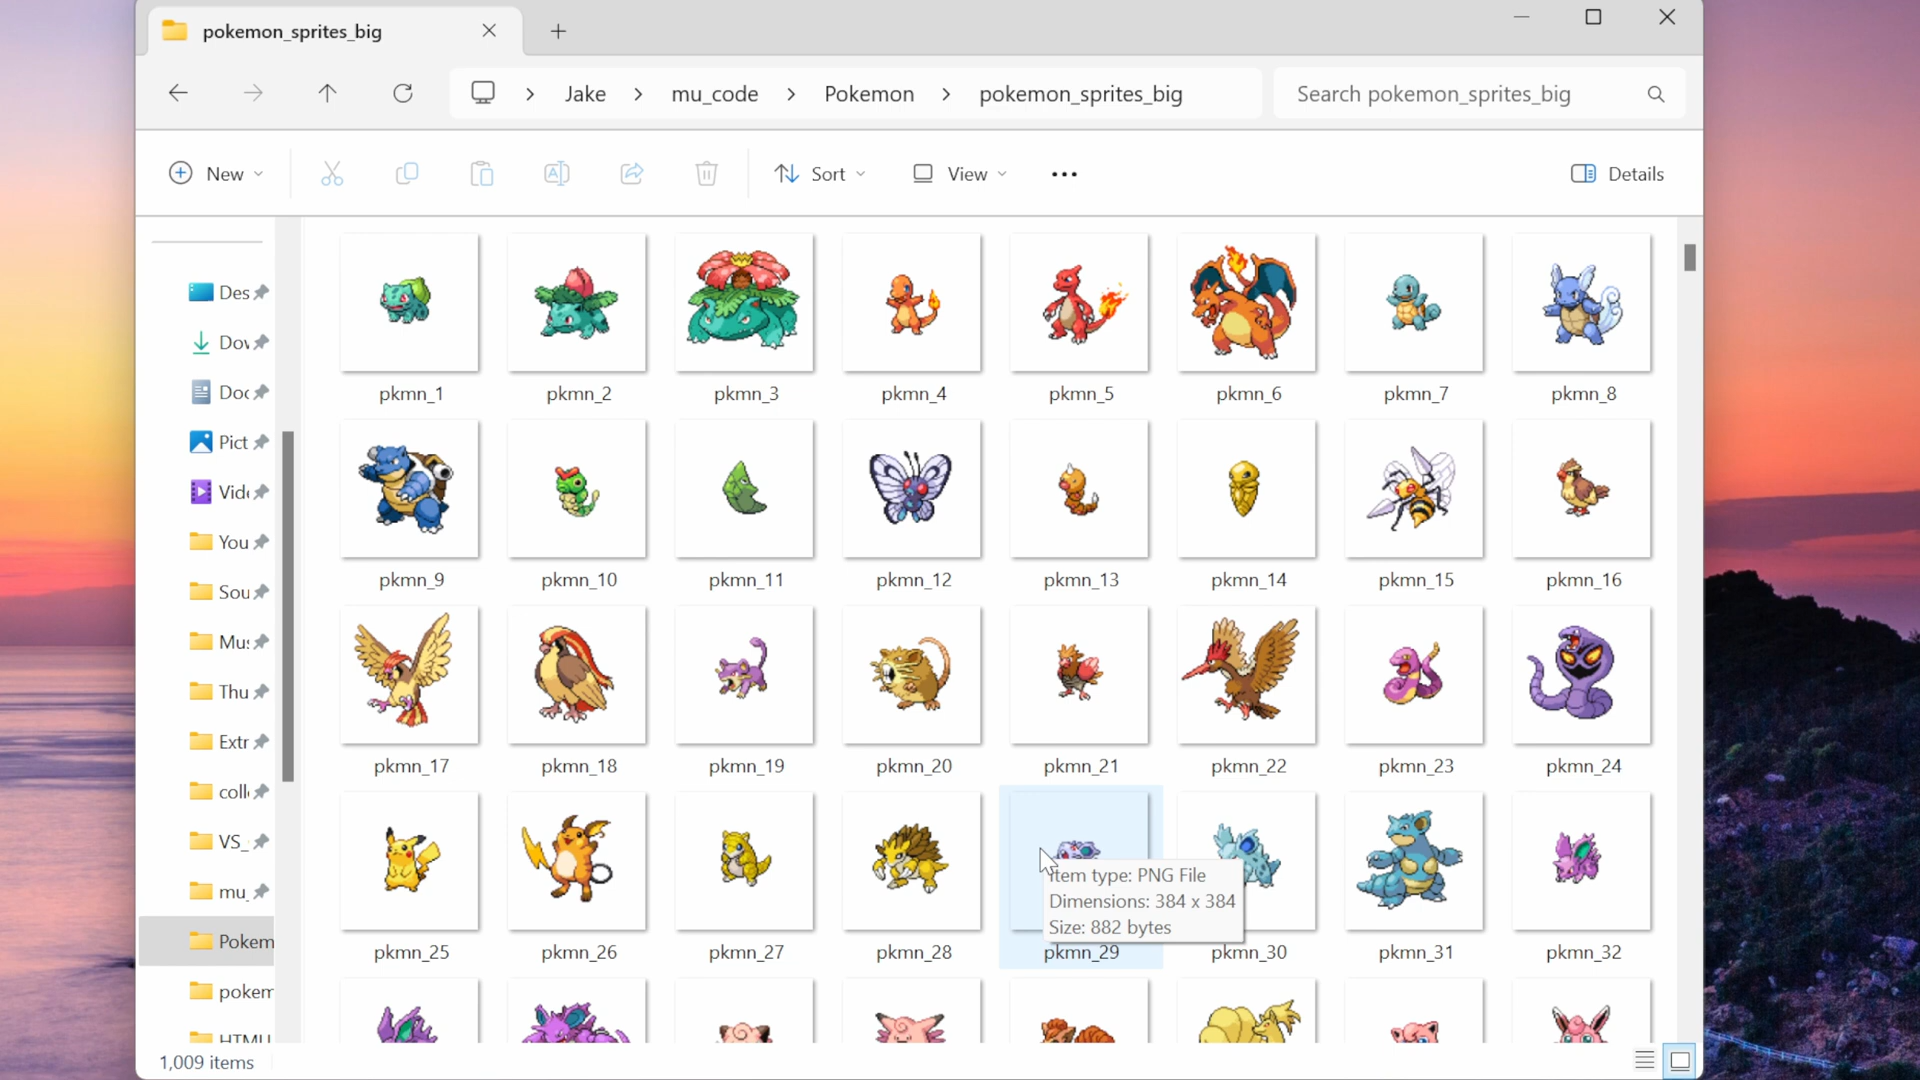 pokemon_sprites_big
Jake > mu_code > Pokemon > pokemon_sprites_big
Search pokemon_sprites_big
New
Sort
View
Details
Des
Dov
Doc
Pict
Vid
You
Sou
Mus
Thu
Extr
coll
VS_
mu_
Pokem
pokem
HTML
pkmn_1 pkmn_2 pkmn_3 pkmn_4 pkmn_5 pkmn_6 pkmn_7 pkmn_8
pkmn_9 pkmn_10 pkmn_11 pkmn_12 pkmn_13 pkmn_14 pkmn_15 pkmn_16
pkmn_17 pkmn_18 pkmn_19 pkmn_20 pkmn_21 pkmn_22 pkmn_23 pkmn_24
Item type: PNG File
Dimensions: 384 x 384
Size: 882 bytes
pkmn_25 pkmn_26 pkmn_27 pkmn_28 pkmn_29 pkmn_30 pkmn_31 pkmn_32
1,009 items